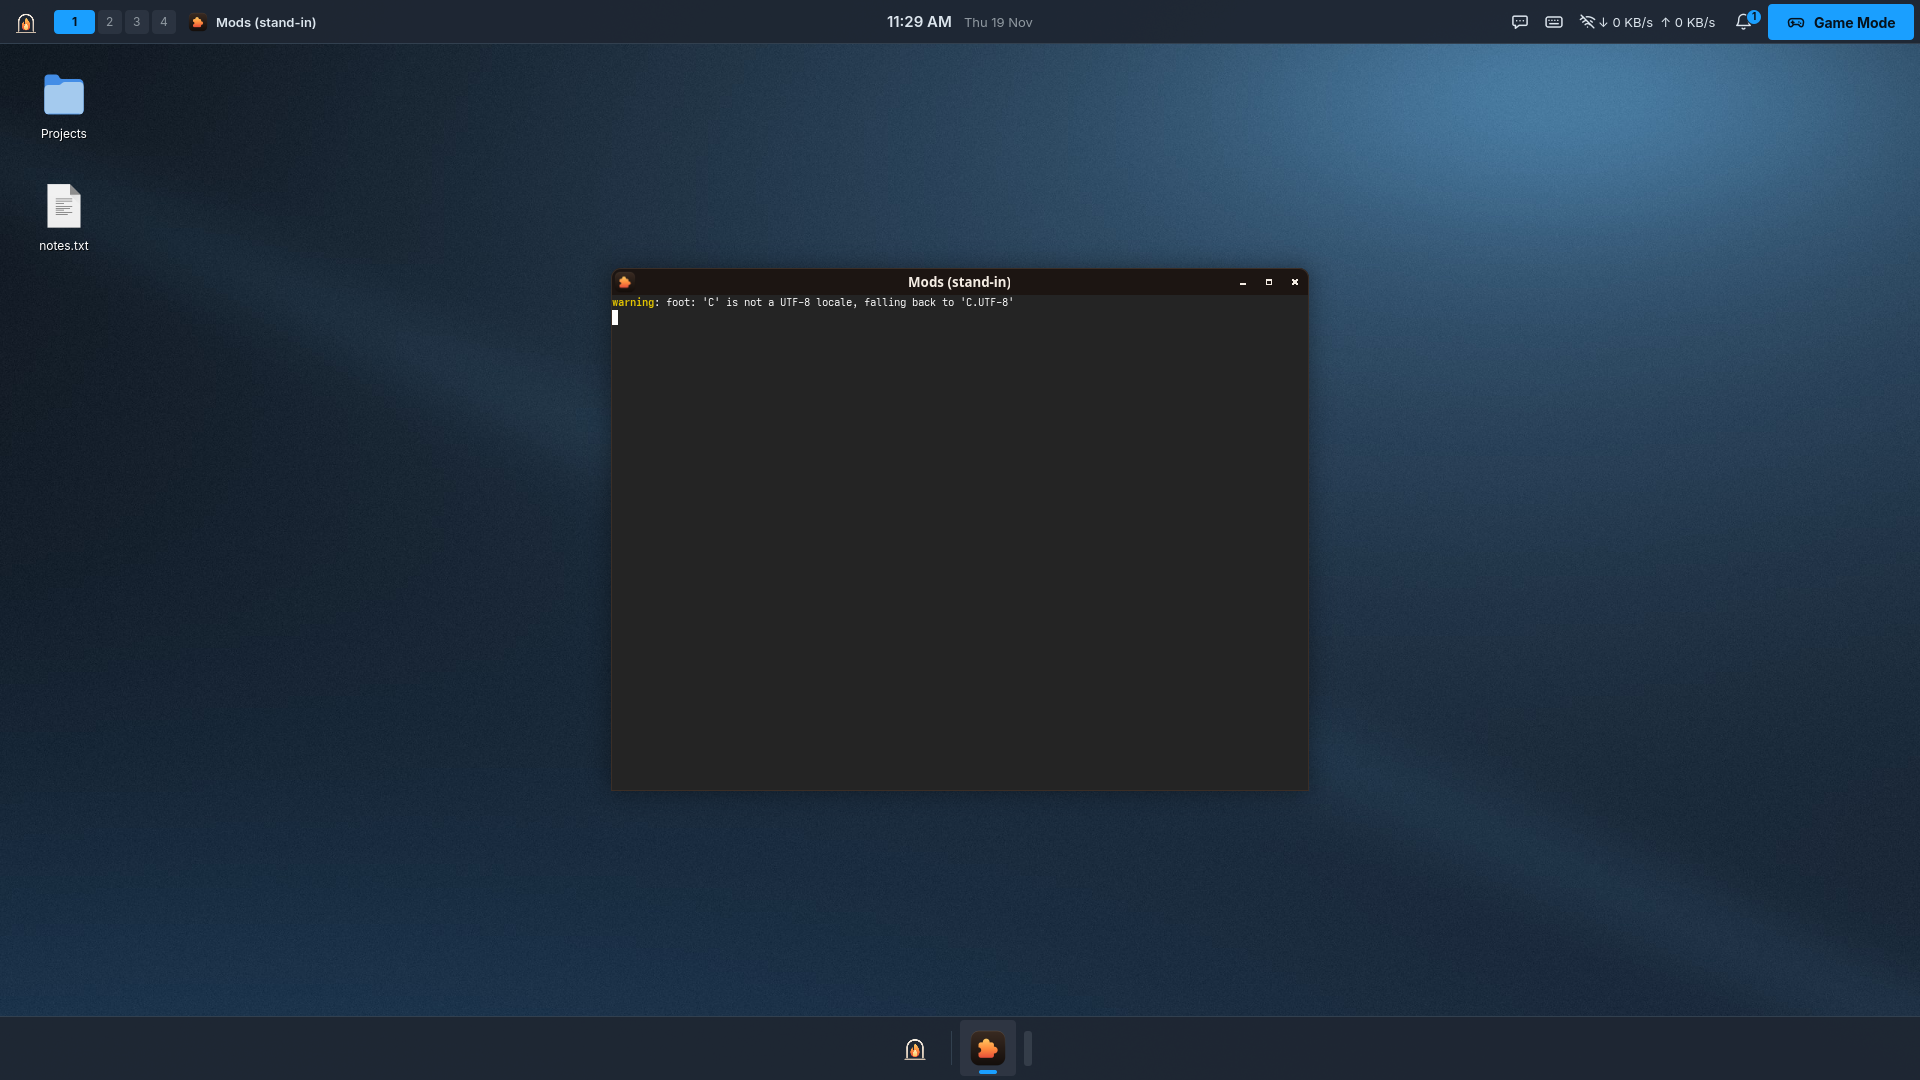 1 2 3 4 Mods (stand-in)
11:29 AM Thu 19 Nov
↓ 0 KB/s ↑ 0 KB/s
1
Game Mode
Projects
notes.txt
Mods (stand-in)
warning: foot: 'C' is not a UTF-8 locale, falling back to 'C.UTF-8'